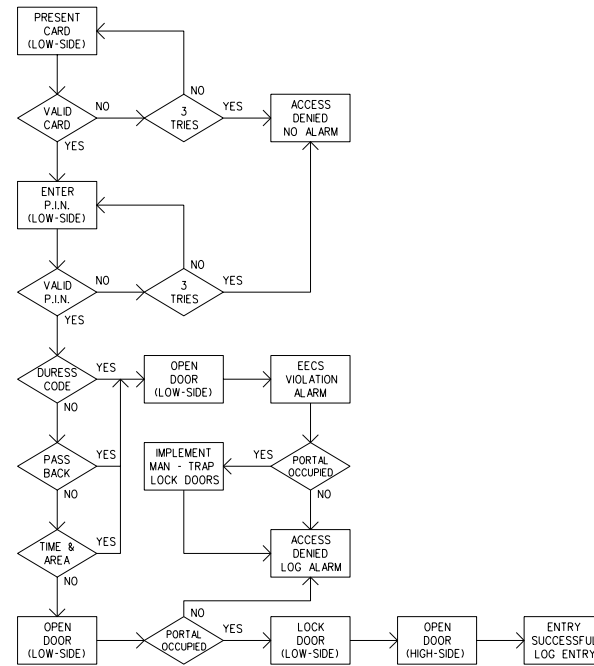 PRESENT
CARD
(LOW-SIDE)
NO
VALID
CARD
NO
3
TRIES
YES
ACCESS
DENIED
NO ALARM
YES
ENTER
P.I.N.
(LOW-SIDE)
NO
VALID
P.I.N.
NO
3
TRIES
YES
YES
DURESS
CODE
YES
OPEN
DOOR
(LOW-SIDE)
EECS
VIOLATION
ALARM
NO
PASS
BACK
YES
IMPLEMENT
MAN - TRAP
LOCK DOORS
YES
PORTAL
OCCUPIED
NO
NO
TIME &
AREA
YES
ACCESS
DENIED
LOG ALARM
NO
OPEN
DOOR
(LOW-SIDE)
NO
PORTAL
OCCUPIED
YES
LOCK
DOOR
(LOW-SIDE)
OPEN
DOOR
(HIGH-SIDE)
ENTRY
SUCCESSFUL
LOG ENTRY